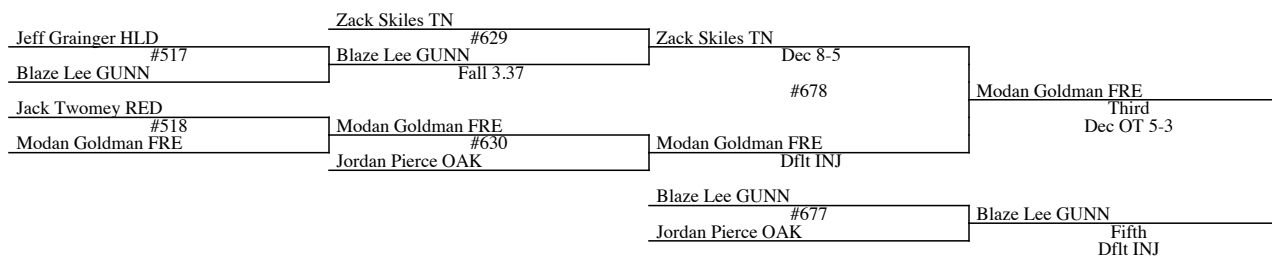 Zack Skiles TN
Jeff Grainger HLD
#629
Zack Skiles TN
#517
Blaze Lee GUNN
Dec 8-5
Blaze Lee GUNN
Fall 3.37
#678
Modan Goldman FRE
Jack Twomey RED
Third
#518
Modan Goldman FRE
Dec OT 5-3
Modan Goldman FRE
#630
Modan Goldman FRE
Jordan Pierce OAK
Dflt INJ
Blaze Lee GUNN
#677
Blaze Lee GUNN
Jordan Pierce OAK
Fifth
Dflt INJ